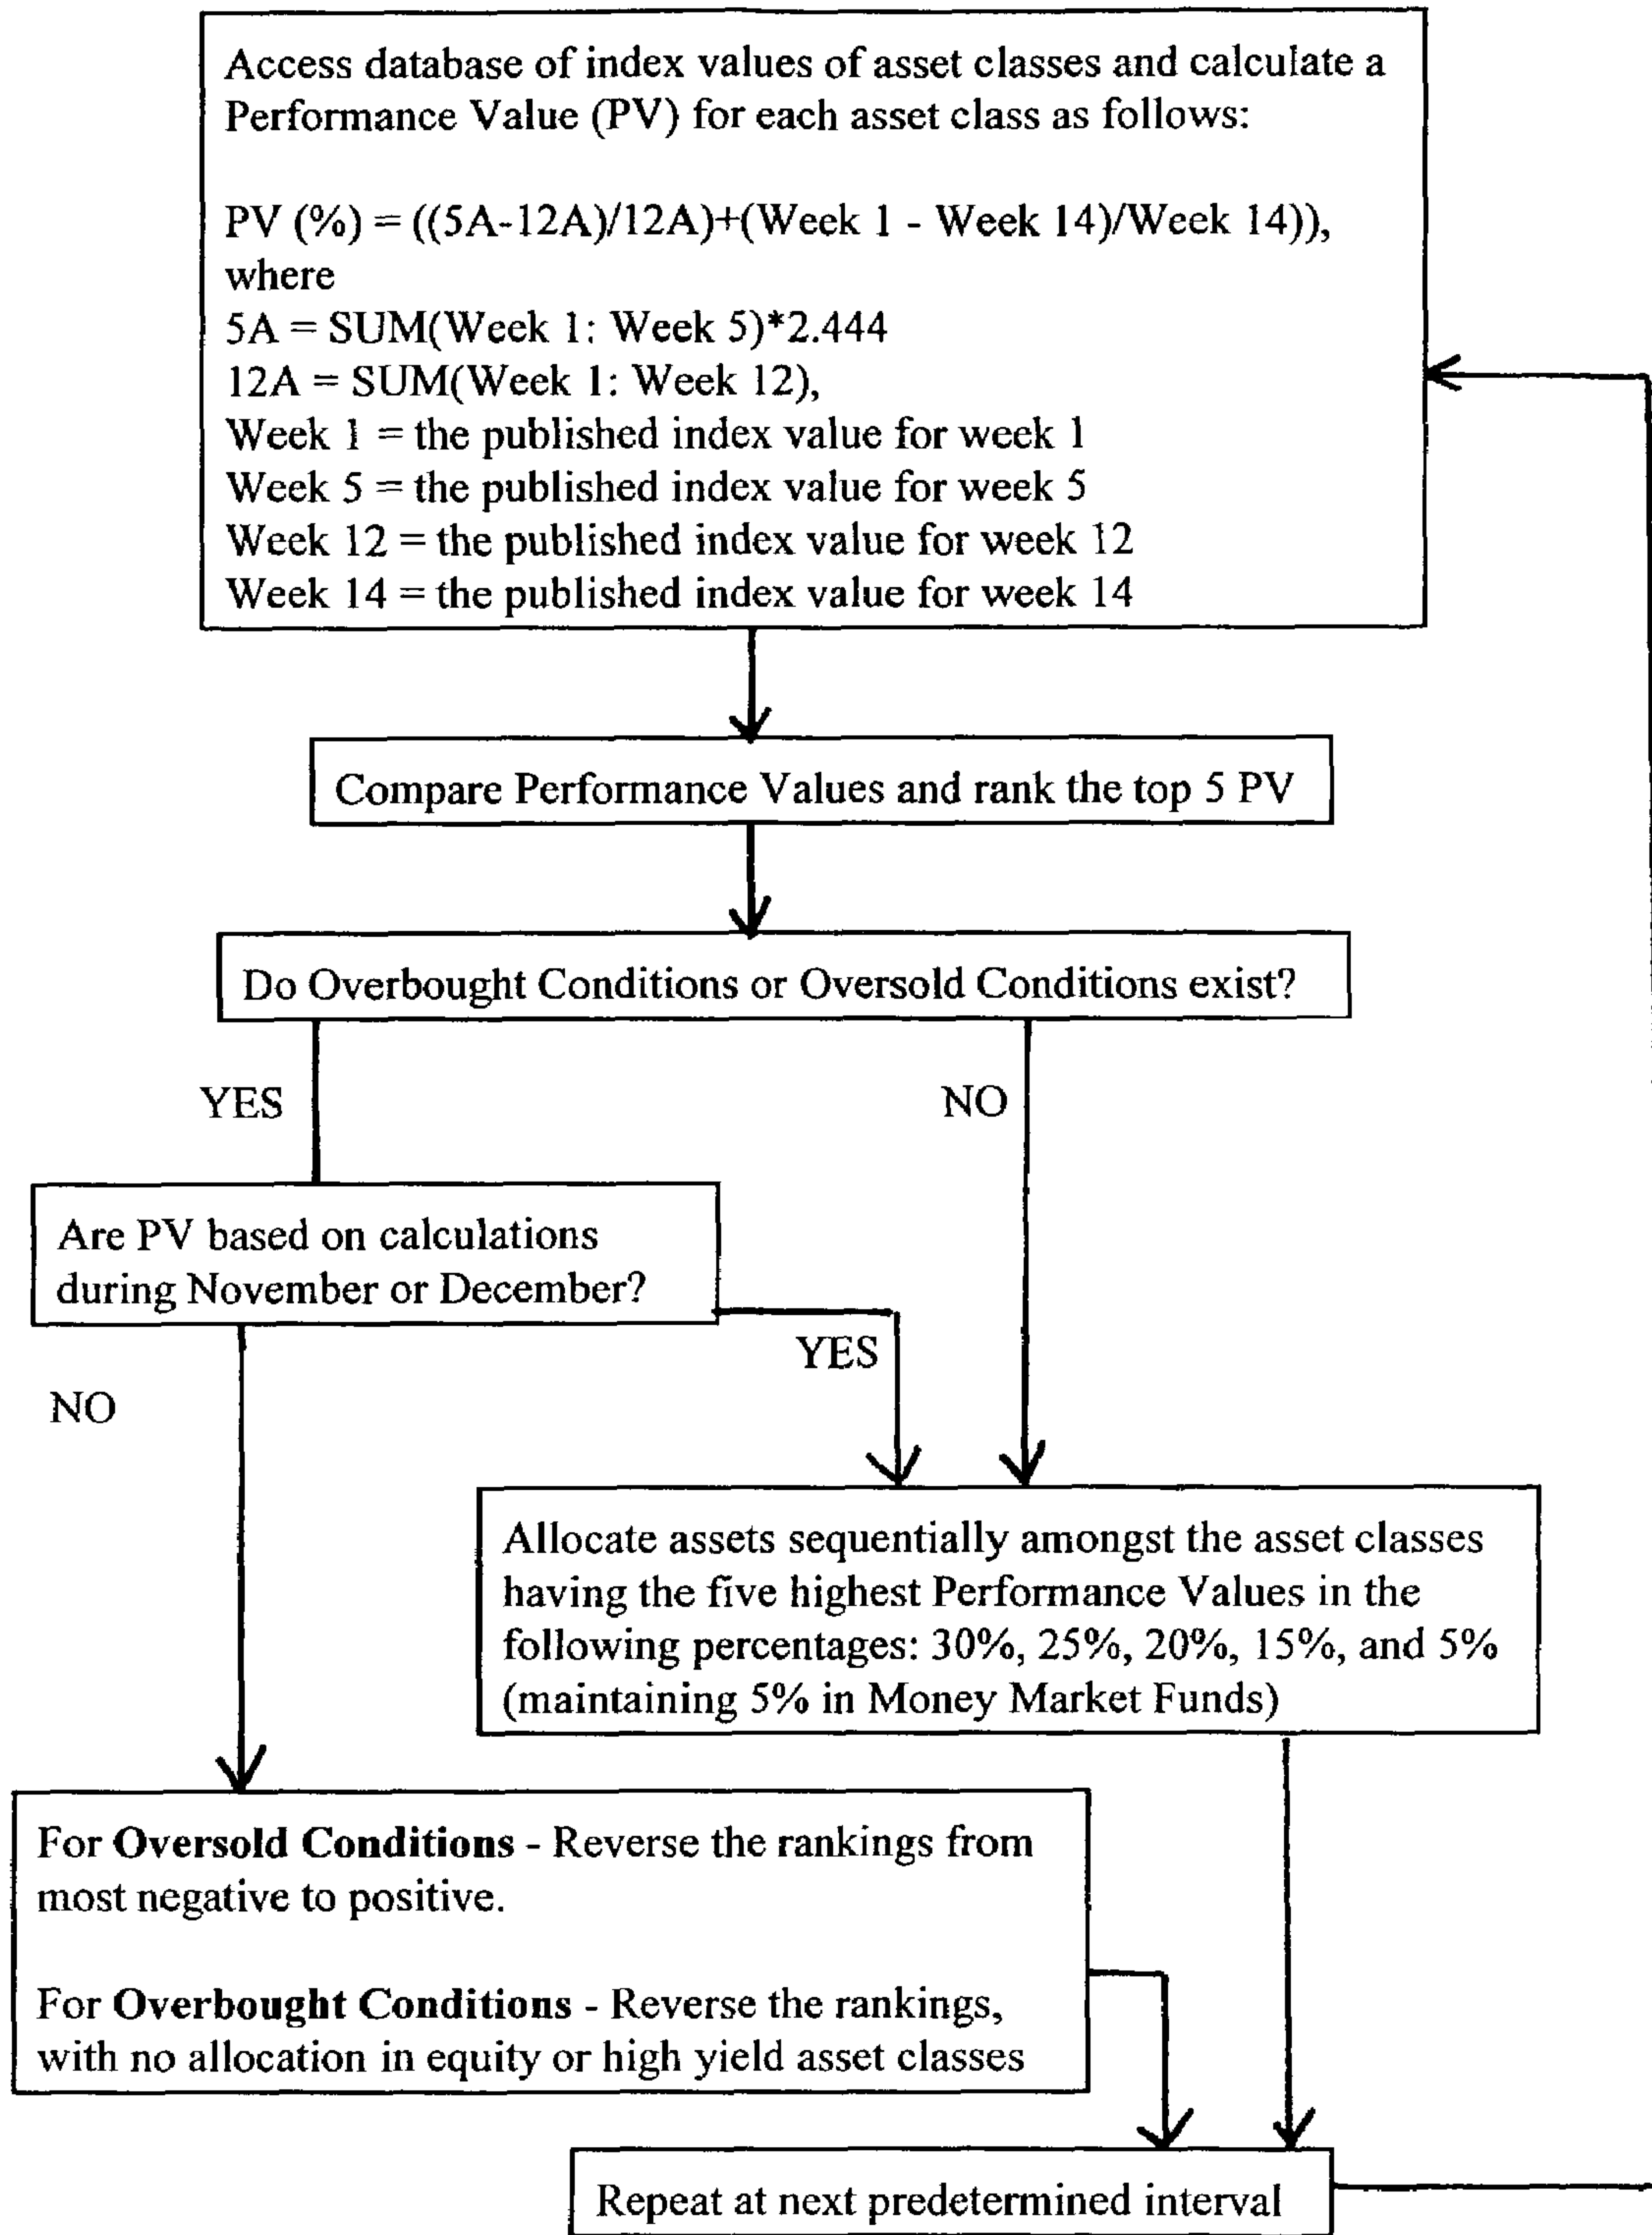 Access database of index values of asset classes and calculate a
Performance Value (PV) for each asset class as follows:
PV (%) = ((5A-12A)/12A)+(Week 1 - Week 14)/Week 14)),
where
5A = SUM(Week 1: Week 5)*2.444
12A = SUM(Week 1: Week 12),
Week 1 = the published index value for week 1
Week 5 = the published index value for week 5
Week 12 = the published index value for week 12
Week 14 = the published index value for week 14
Compare Performance Values and rank the top 5 PV
Do Overbought Conditions or Oversold Conditions exist?
YES
NO
Are PV based on calculations
during November or December?
YES
NO
Allocate assets sequentially amongst the asset classes
having the five highest Performance Values in the
following percentages: 30%, 25%, 20%, 15%, and 5%
(maintaining 5% in Money Market Funds)
For Oversold Conditions - Reverse the rankings from
most negative to positive.
For Overbought Conditions - Reverse the rankings,
with no allocation in equity or high yield asset classes
Repeat at next predetermined interval